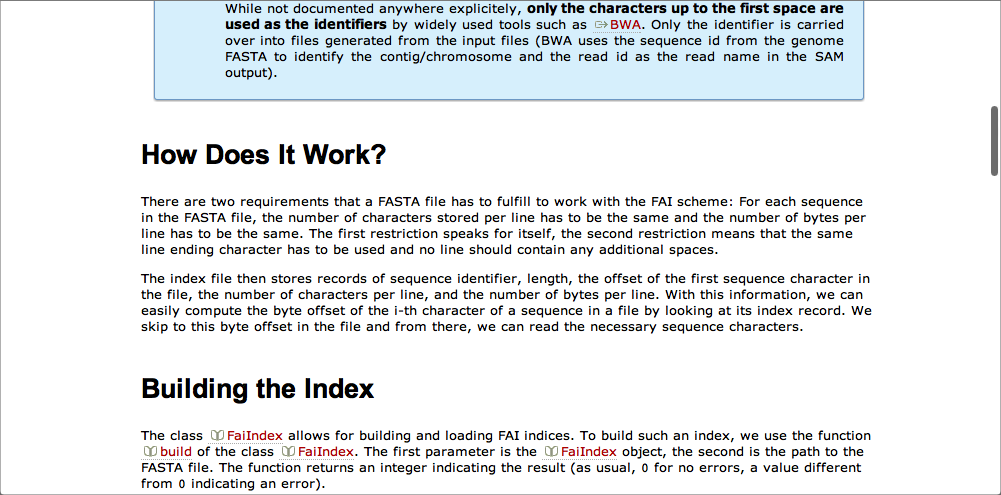 While not documented anywhere explicitly, only the characters up to the first space are
used as the identifiers by widely used tools such as BWA. Only the identifier is carried
over into files generated from the input files (BWA uses the sequence id from the genome
FASTA to identify the contig/chromosome and the read id as the read name in the SAM
output).
How Does It Work?
There are two requirements that a FASTA file has to fulfill to work with the FAI scheme: For each sequence
in the FASTA file, the number of characters stored per line has to be the same and the number of bytes per
line has to be the same. The first restriction speaks for itself, the second restriction means that the same
line ending character has to be used and no line should contain any additional spaces.
The index file then stores records of sequence identifier, length, the offset of the first sequence character in
the file, the number of characters per line, and the number of bytes per line. With this information, we can
easily compute the byte offset of the i-th character of a sequence in a file by looking at its index record. We
skip to this byte offset in the file and from there, we can read the necessary sequence characters.
Building the Index
The class FaiIndex allows for building and loading FAI indices. To build such an index, we use the function
build of the class FaiIndex. The first parameter is the FaiIndex object, the second is the path to the
FASTA file. The function returns an integer indicating the result (as usual, 0 for no errors, a value different
from 0 indicating an error).